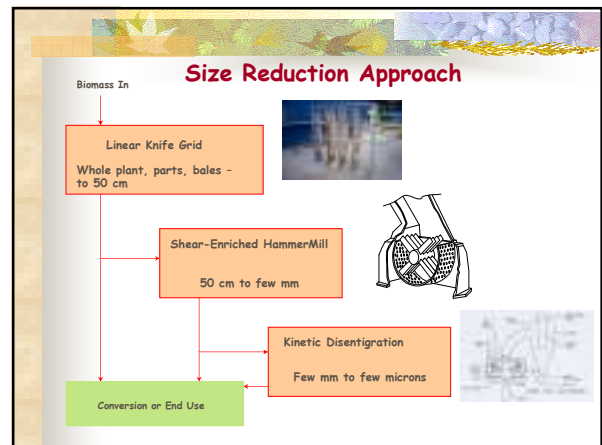 Size Reduction Approach
Biomass In
Linear Knife Grid
Whole plant, parts, bales –
to 50 cm
Shear-Enriched HammerMill
50 cm to few mm
Kinetic Disentigration
Few mm to few microns
Conversion or End Use